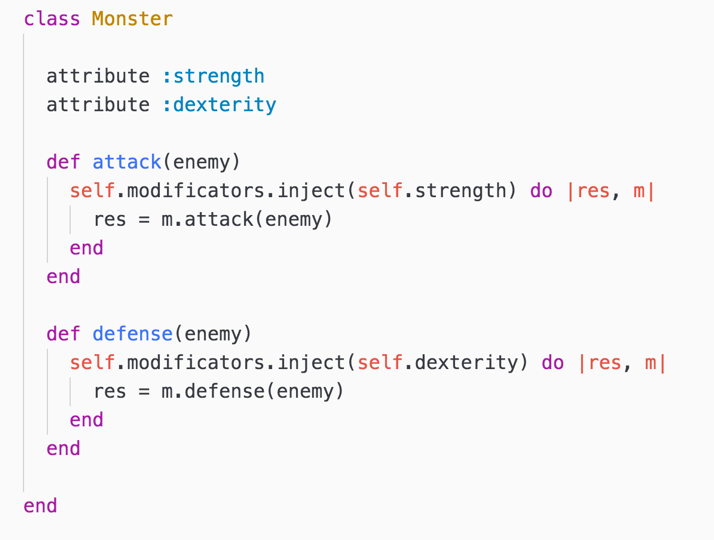 class Monster
attribute :strength
attribute :dexterity
def attack(enemy)
self.modificators.inject(self.strength) do |res, m|
res = m.attack(enemy)
end
end
def defense(enemy)
self.modificators.inject(self.dexterity) do |res, m|
res = m.defense(enemy)
end
end
end